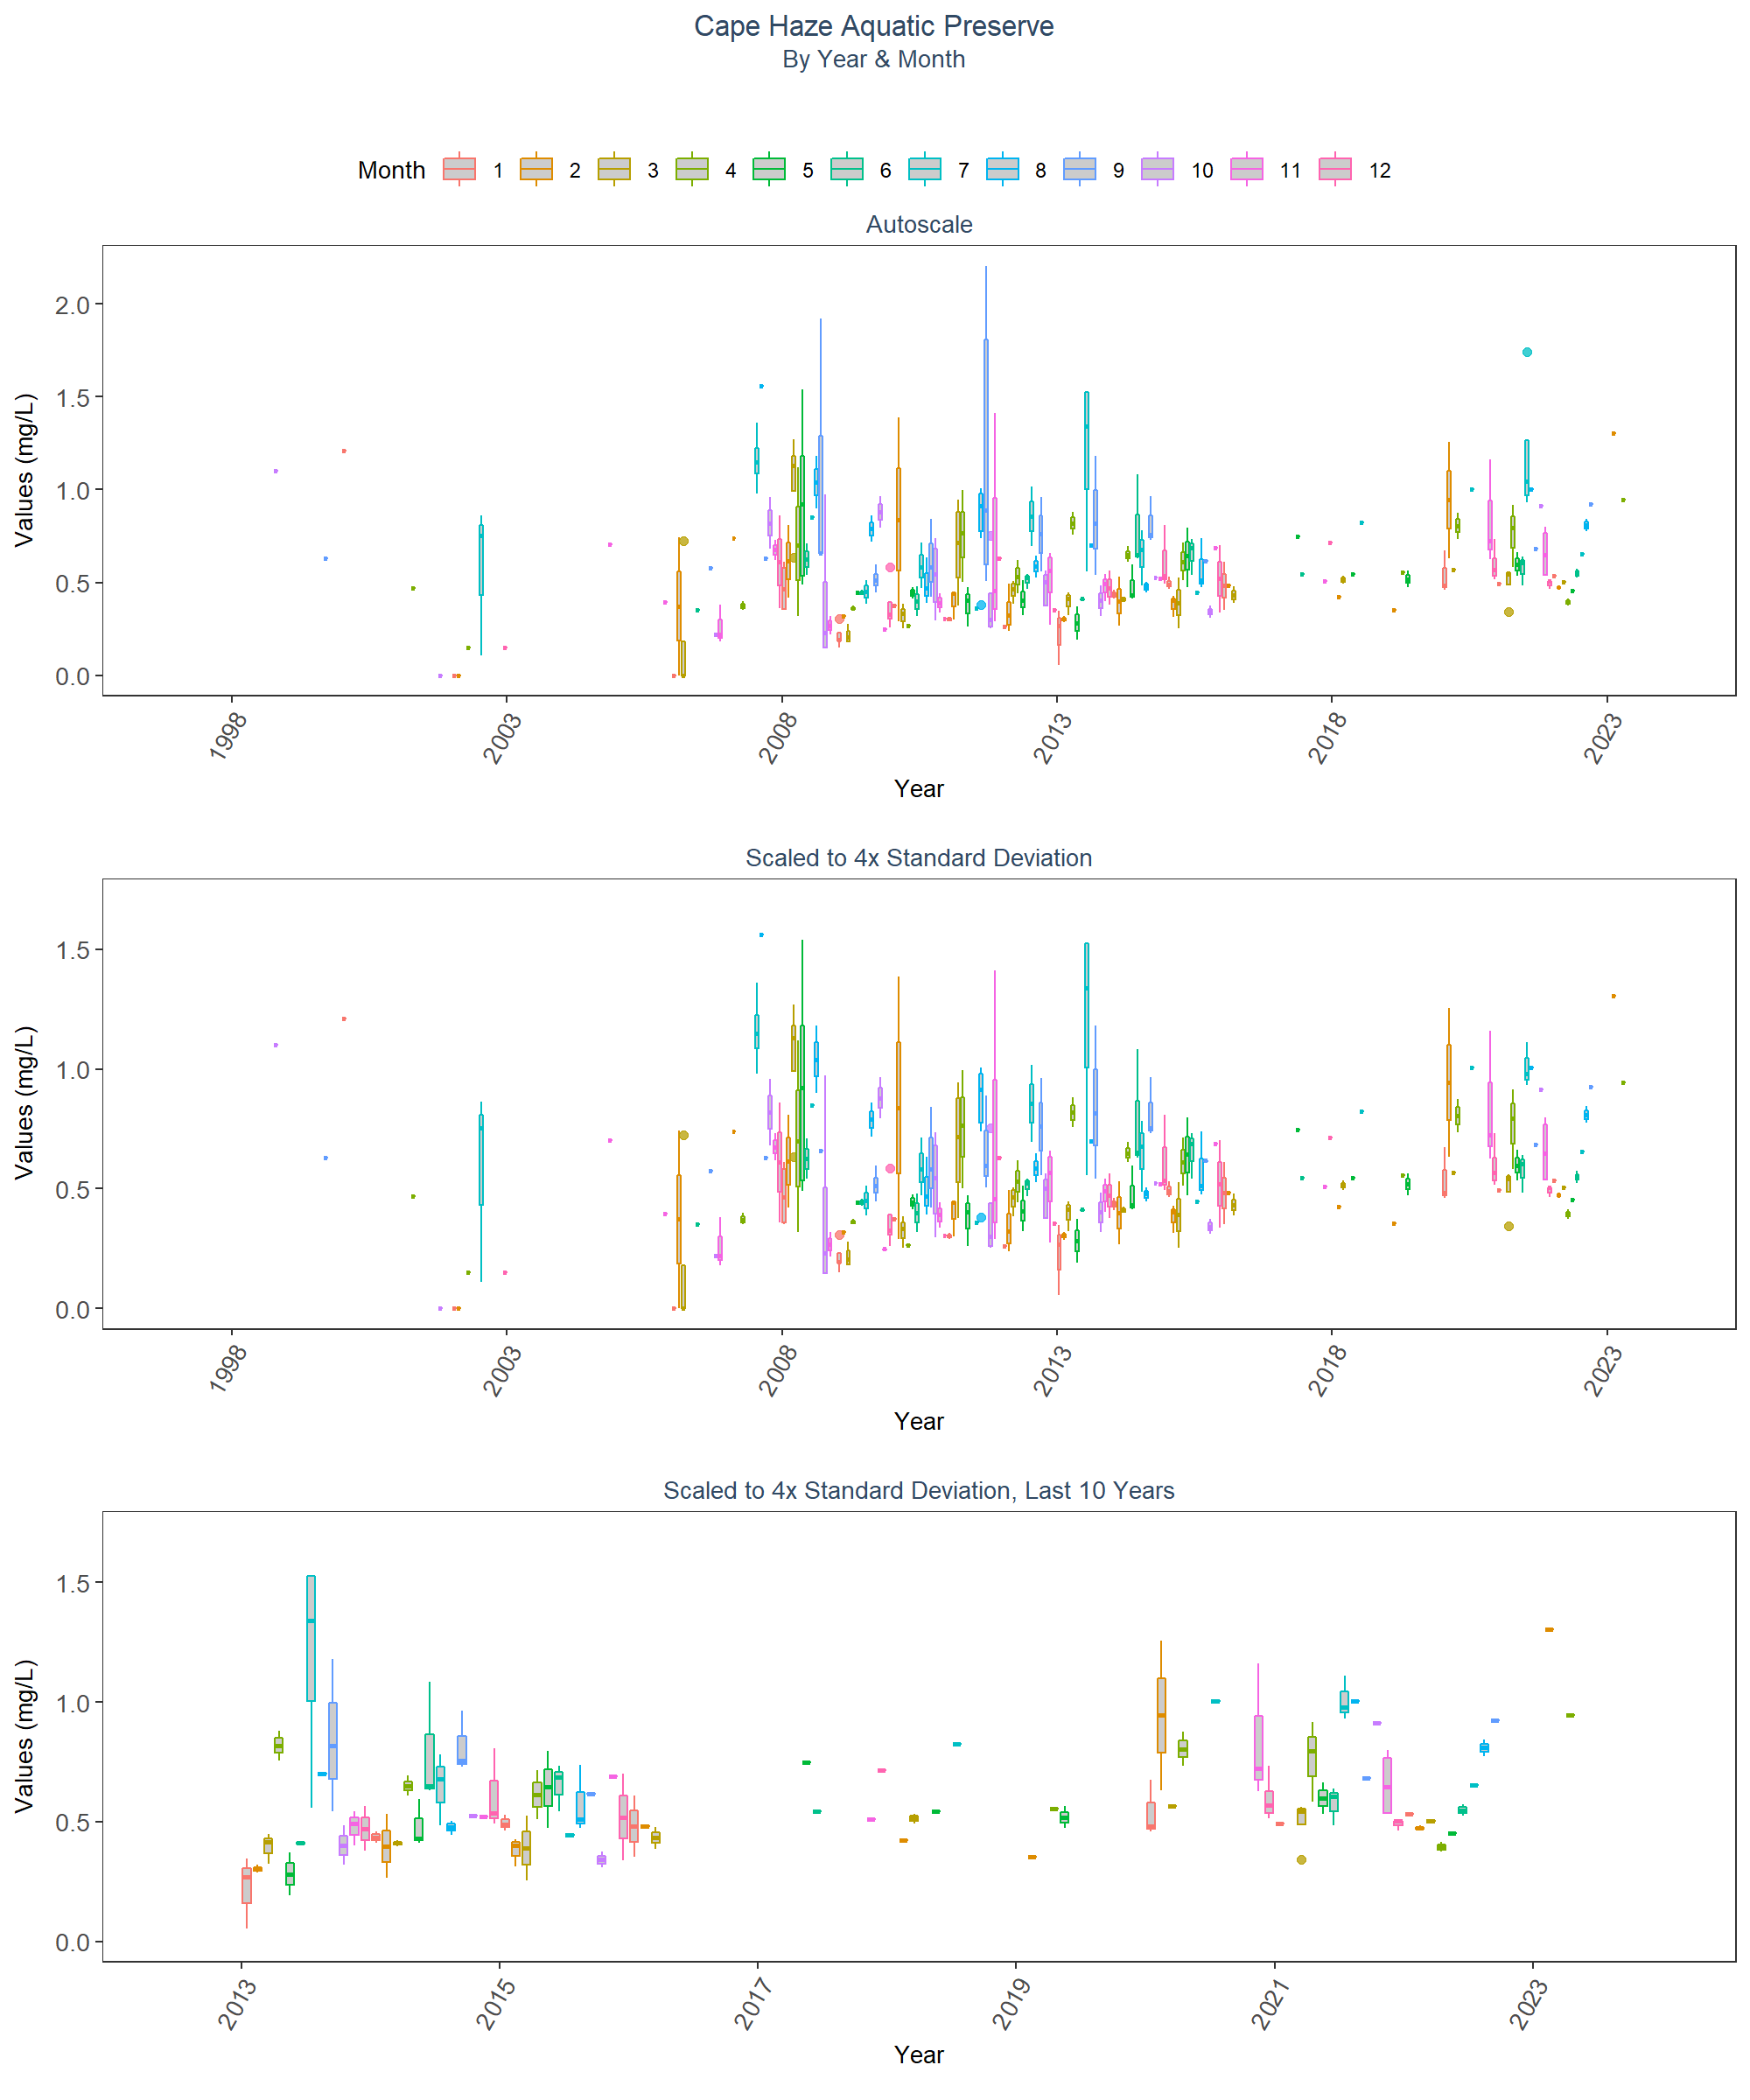 Cape Haze Aquatic Preserve
By Year & Month
Month 1 2 3 4 5 6 7 8 9 10 11 12
Autoscale
Values (mg/L)
2.0
1.5
1.0
0.5
0.0
1998 2003 2008 2013 2018 2023
Year
Scaled to 4x Standard Deviation
Values (mg/L)
1.5
1.0
0.5
0.0
1998 2003 2008 2013 2018 2023
Year
Scaled to 4x Standard Deviation, Last 10 Years
Values (mg/L)
1.5
1.0
0.5
0.0
2013 2015 2017 2019 2021 2023
Year